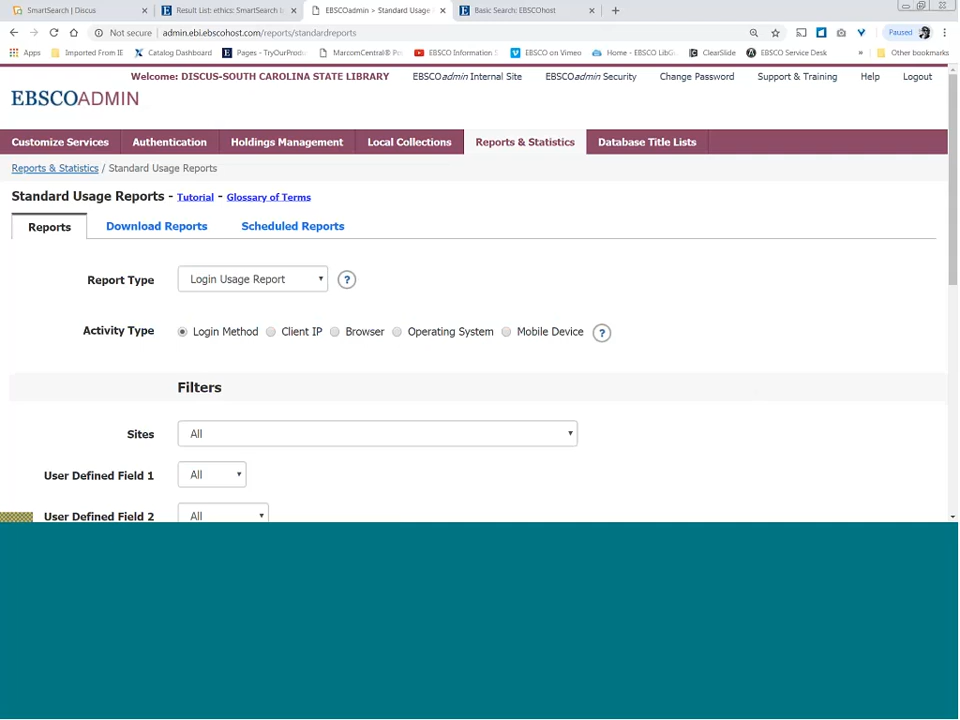 SmartSearch | Discus
Result List: ethics: SmartSearch
EBSCOadmin > Standard Usage
Basic Search: EBSCOhost
Not secure | admin.ebi.ebscohost.com/reports/standardreports
Paused
Apps Imported From IE Catalog Dashboard Pages - TryOurProdu MarcomCentral® Po EBSCO Information S EBSCO on Vimeo Home - EBSCO LibGu ClearSlide EBSCO Service Desk » Other bookmarks
Welcome: DISCUS-SOUTH CAROLINA STATE LIBRARY EBSCOadmin Internal Site EBSCOadmin Security Change Password Support & Training Help Logout
EBSCOADMIN
Customize Services Authentication Holdings Management Local Collections Reports & Statistics Database Title Lists
Reports & Statistics / Standard Usage Reports
Standard Usage Reports - Tutorial - Glossary of Terms
Reports Download Reports Scheduled Reports
Report Type Login Usage Report ?
Activity Type Login Method Client IP Browser Operating System Mobile Device ?
Filters
Sites All
User Defined Field 1 All
User Defined Field 2 All